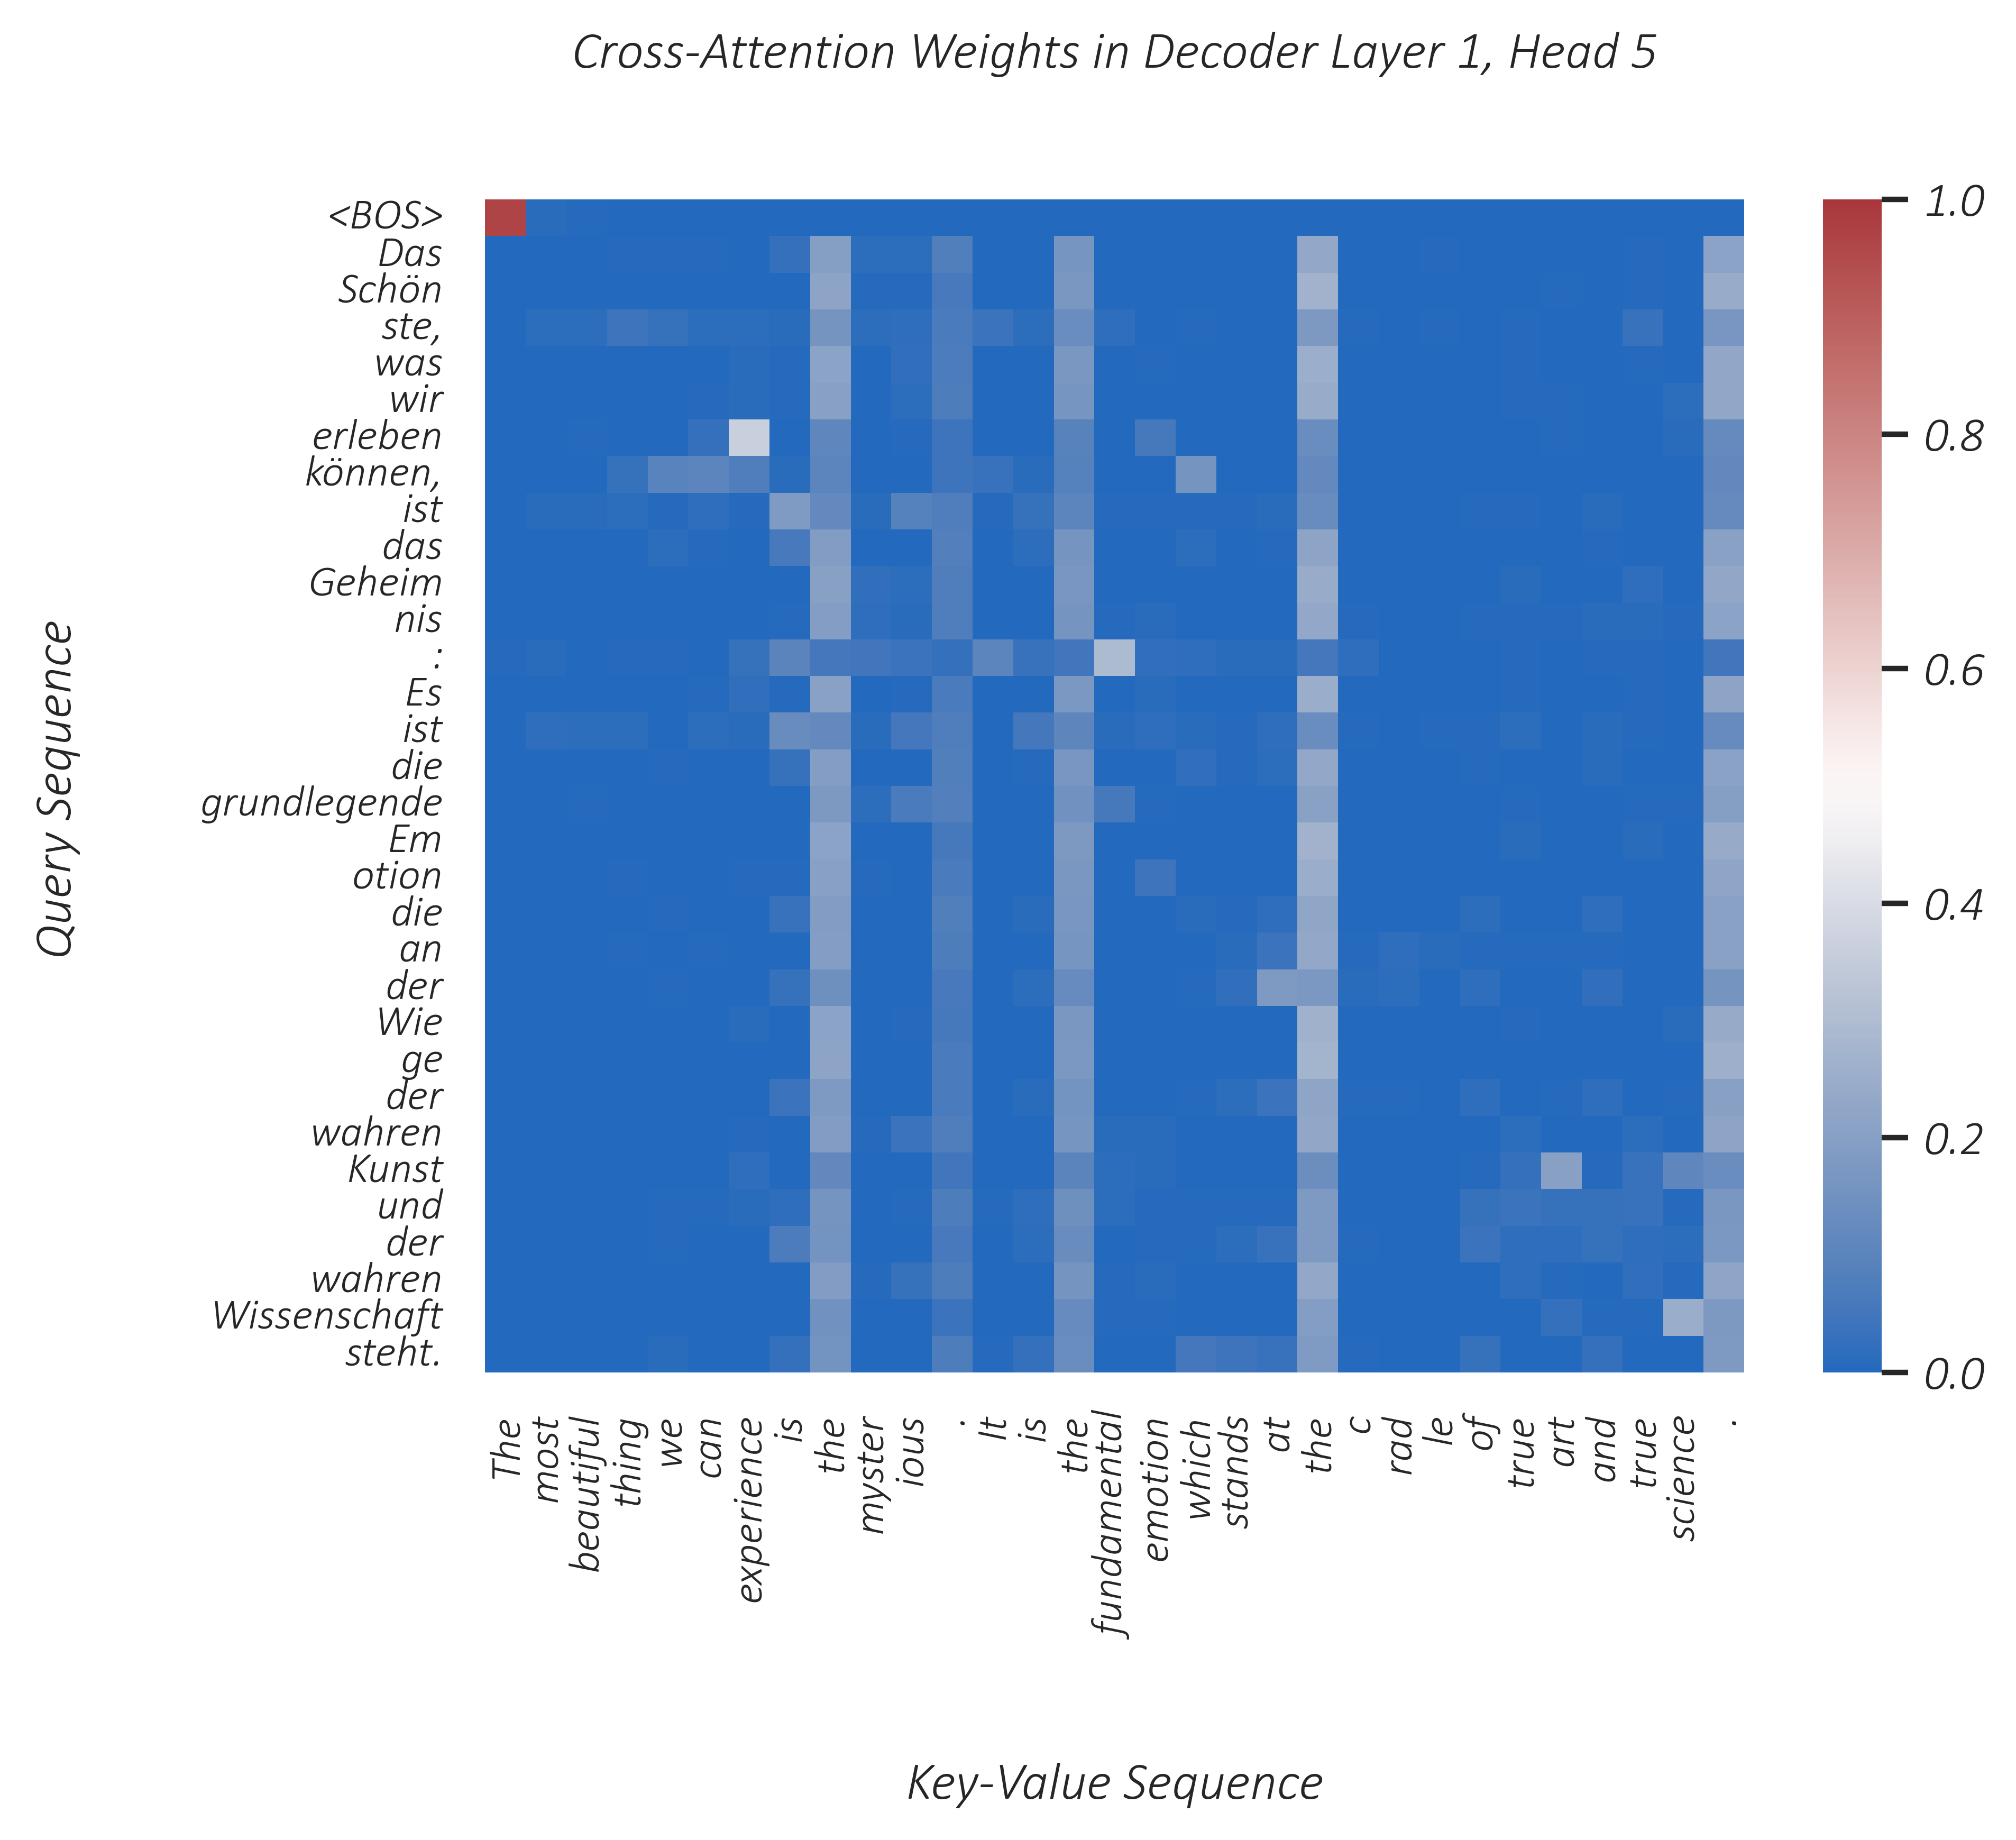 Cross-Attention Weights in Decoder Layer 1, Head 5
Query Sequence
<BOS>
Das
Schön
ste,
was
wir
erleben
können,
ist
das
Geheim
nis
:
Es
ist
die
grundlegende
Em
otion
die
an
der
Wie
ge
der
wahren
Kunst
und
der
wahren
Wissenschaft
steht.
1.0
0.8
0.6
0.4
0.2
0.0
The
most
beautiful
thing
we
can
experience
is
the
myster
ious
.
It
is
the
fundamental
emotion
which
stands
at
the
c
rad
le
of
true
art
and
true
science
.
Key-Value Sequence